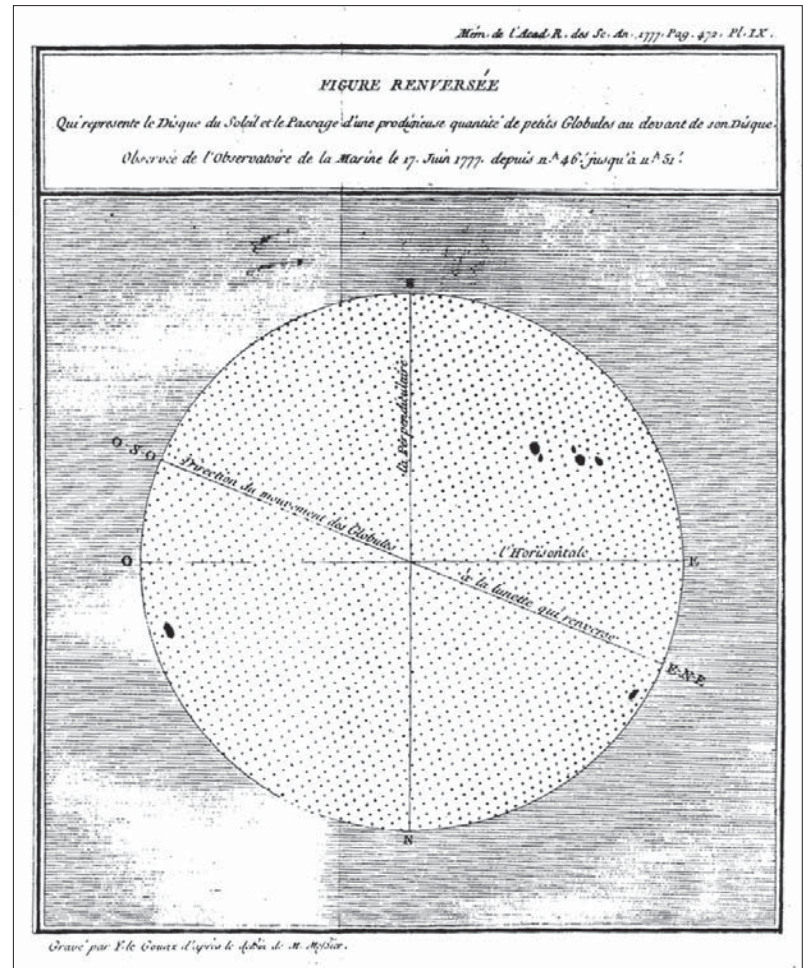 Mém. de l'Acad. R. des Sc. An. 1777. Pag. 472. Pl. IX.
FIGURE RENVERSÉE
Qui represente le Disque du Soleil et le Passage d'une prodigieuse quantité de petits Globules au devant de son Disque.
Observée de l'Observatoire de la Marine le 17. Juin 1777. depuis 11.h 46.' jusqu'à 11.h 51.'
S
la Perpendiculaire
O-S-O
Direction du mouvement des Globules
O
l'Horisontale
E
à la lunette qui renverse
E-N-E
N
Gravé par Y. le Gouaz d'après le dessin de M. Messier.